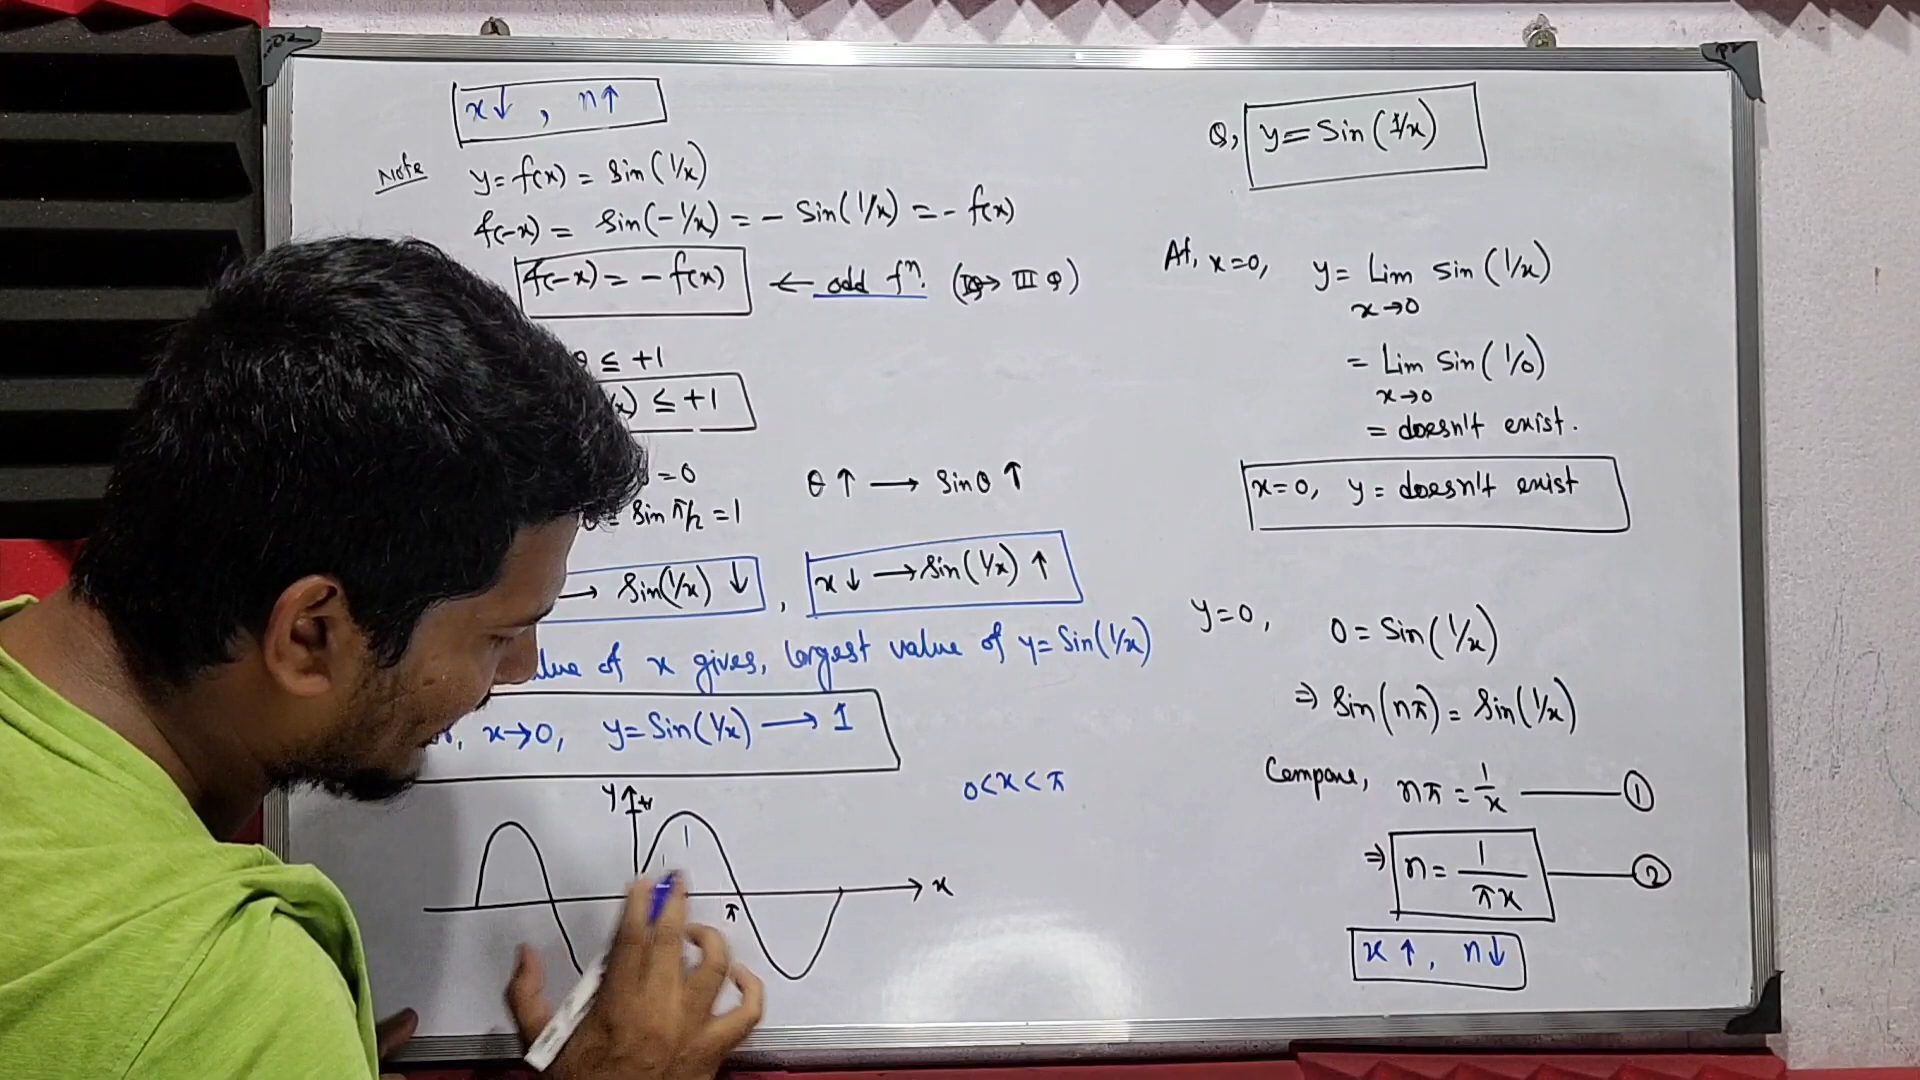 x↓ , n↑
Note y = f(x) = Sin(1/x)
f(-x) = Sin(-1/x) = - Sin(1/x) = - f(x)
f(-x) = - f(x) ← odd fⁿ. (IQ→ III Q)
≤ +1
x) ≤ +1
= 0
= Sin π/2 = 1
θ ↑ → Sinθ ↑
→ Sin(1/x) ↓ , x ↓ → Sin(1/x) ↑
of x gives, largest value of y = Sin(1/x)
x→0, y = Sin(1/x) → 1
0<x<π
y
x
π
Q, y = Sin(1/x)
At, x=0, y = Lim Sin(1/x)
x→0
= Lim Sin(1/0)
x→0
= doesn't exist.
x=0, y = doesn't exist
y=0, 0 = Sin(1/x)
⇒ Sin(nπ) = Sin(1/x)
Compare, nπ = 1/x — ①
⇒ n = 1/πx — ②
x ↑, n↓